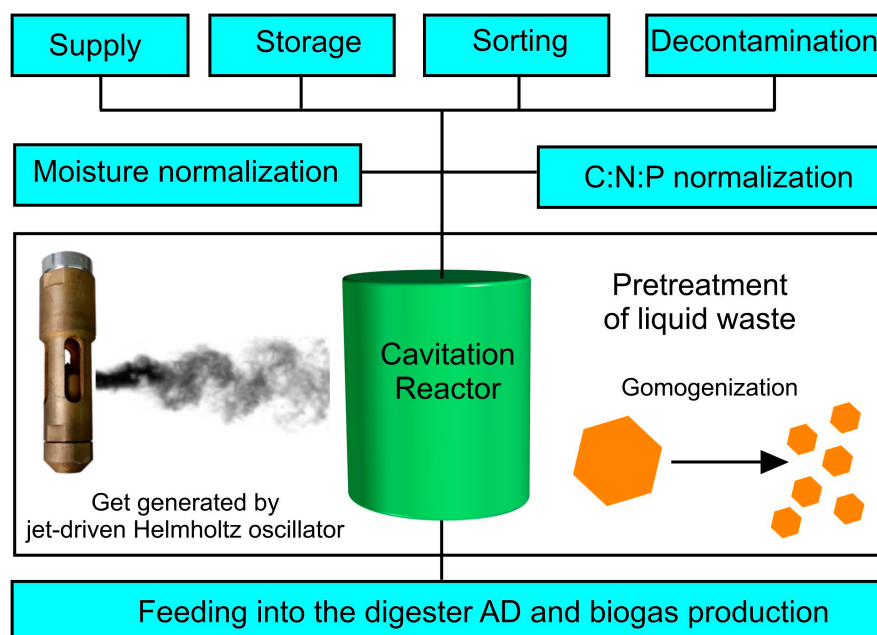 Supply
Storage
Sorting
Decontamination
Moisture normalization
C:N:P normalization
Cavitation
Reactor
Pretreatment
of liquid waste
Gomogenization
Get generated by
jet-driven Helmholtz oscillator
Feeding into the digester AD and biogas production